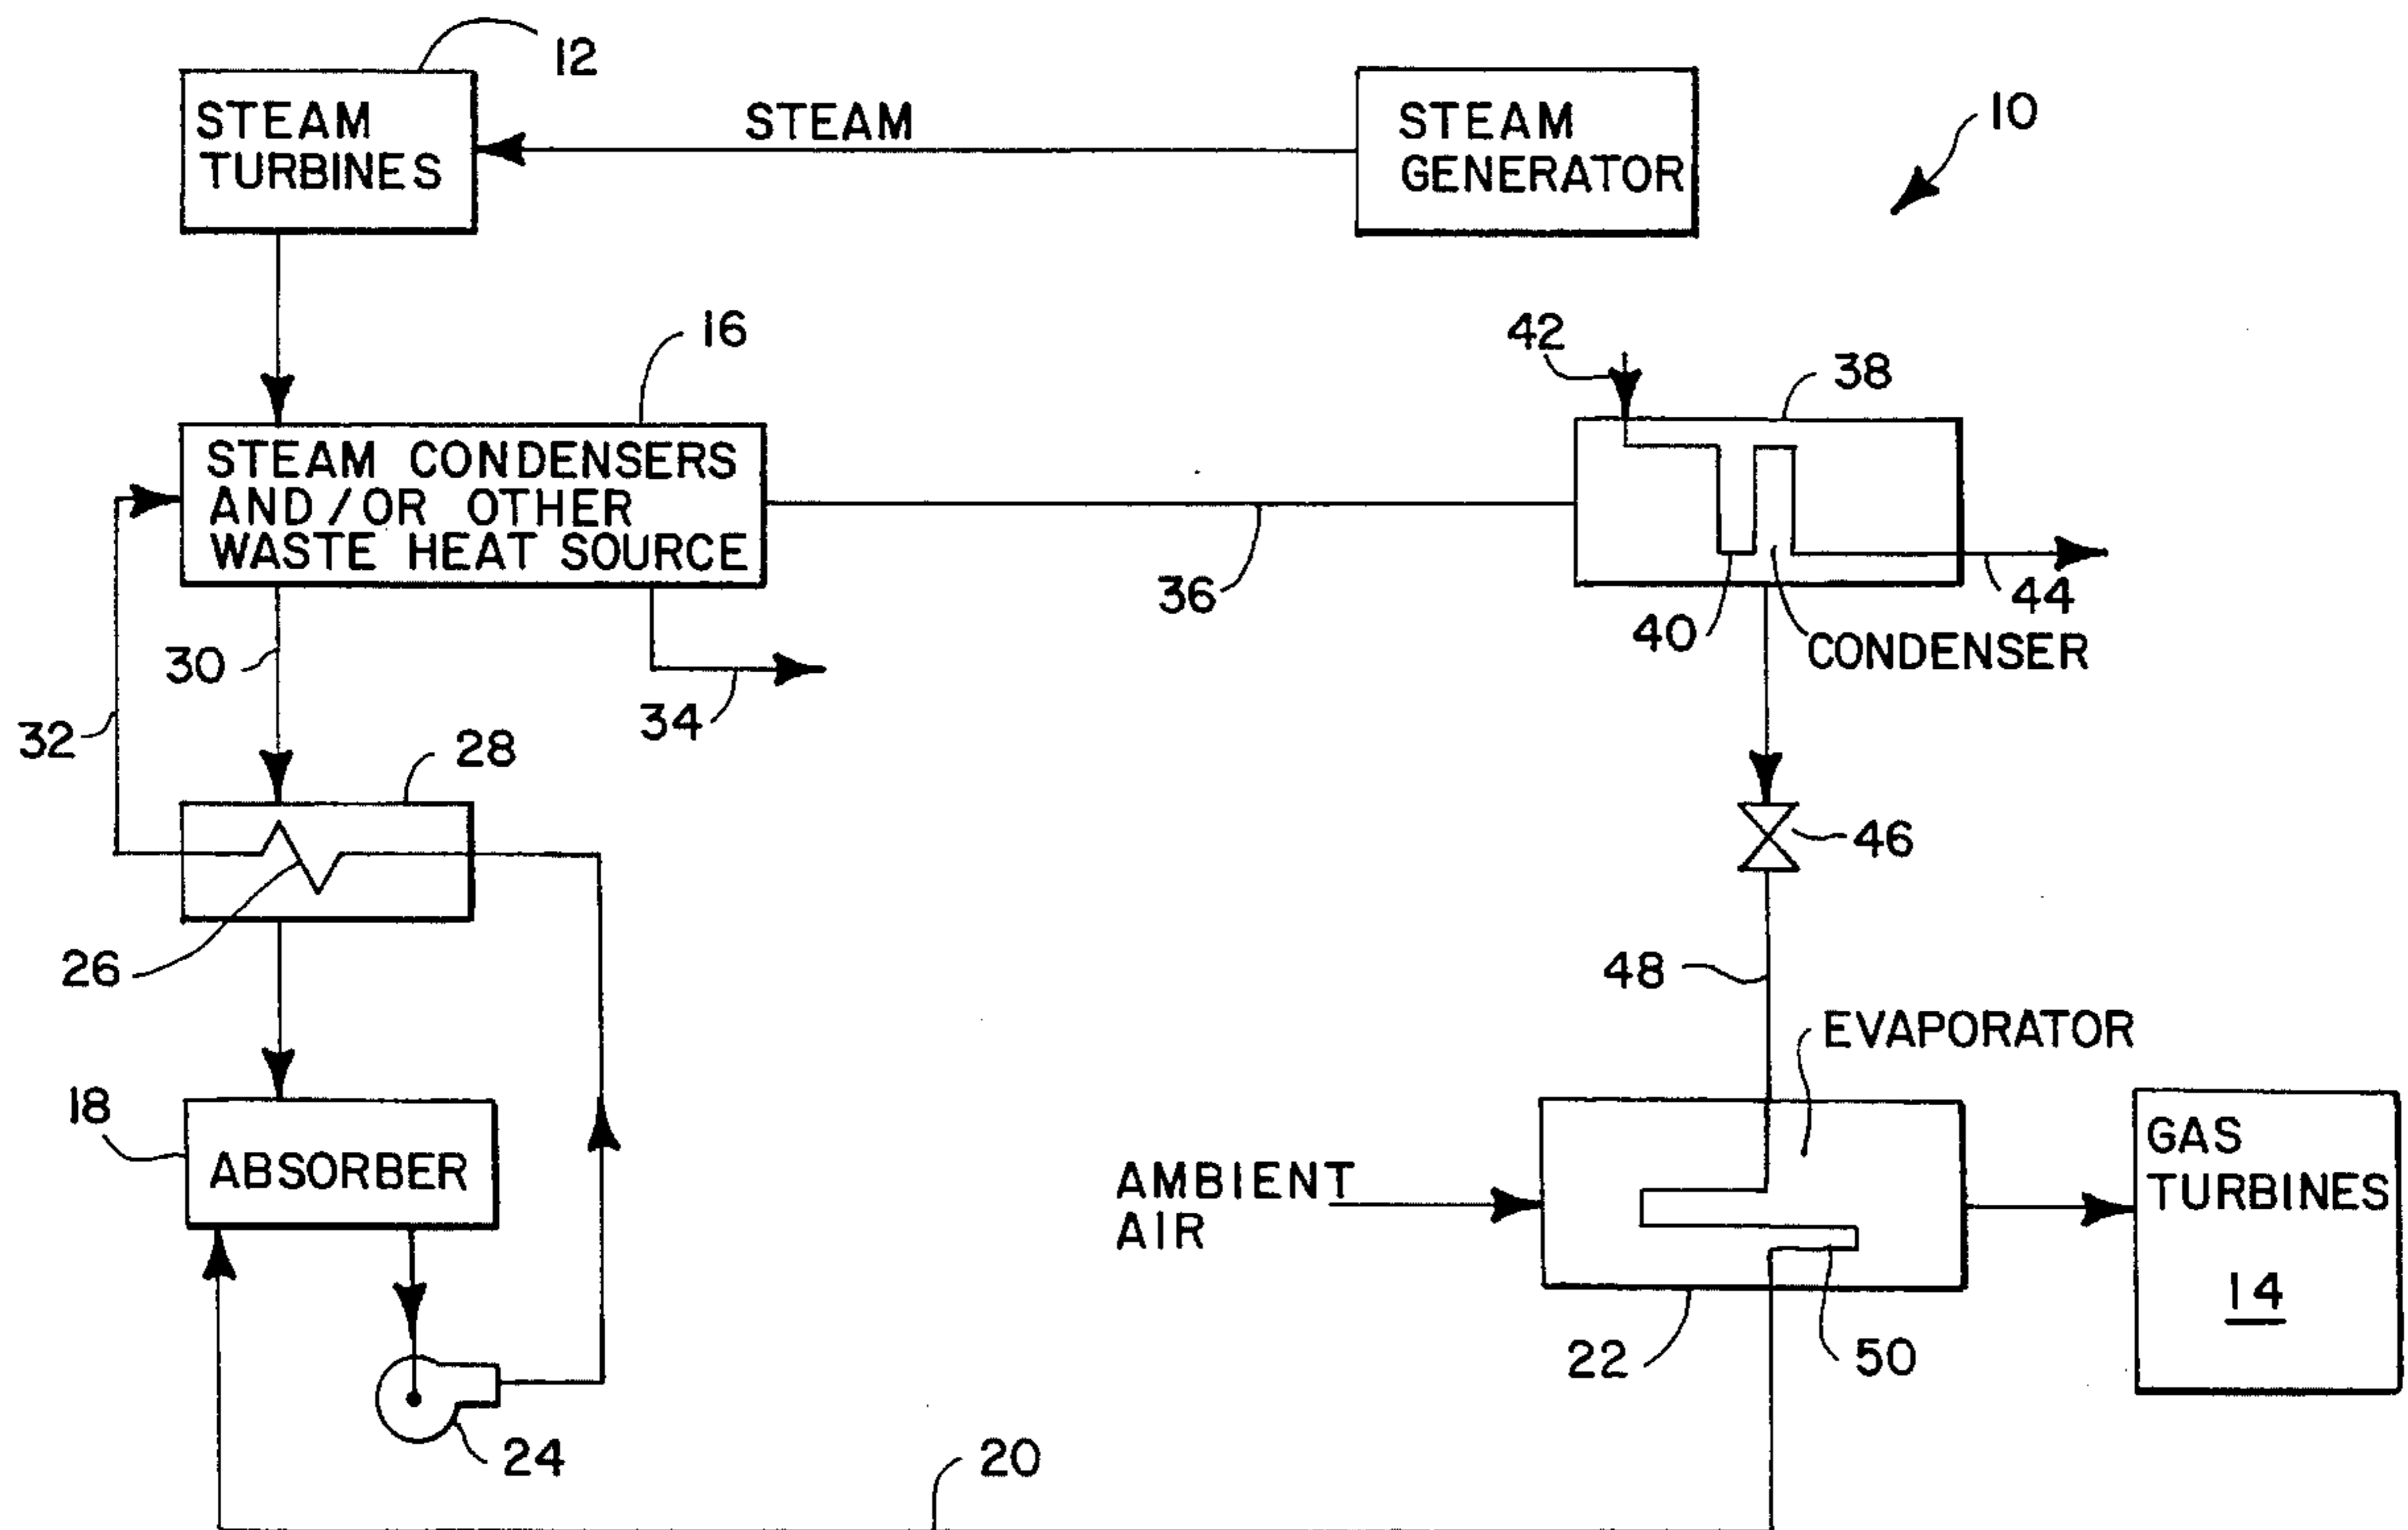 12
STEAM
TURBINES
STEAM
STEAM
GENERATOR
10
16
STEAM CONDENSERS
AND/OR OTHER
WASTE HEAT SOURCE
42
38
36
40
44
CONDENSER
30
34
32
28
46
26
48
EVAPORATOR
18
ABSORBER
AMBIENT
AIR
GAS
TURBINES
14
22
50
24
20